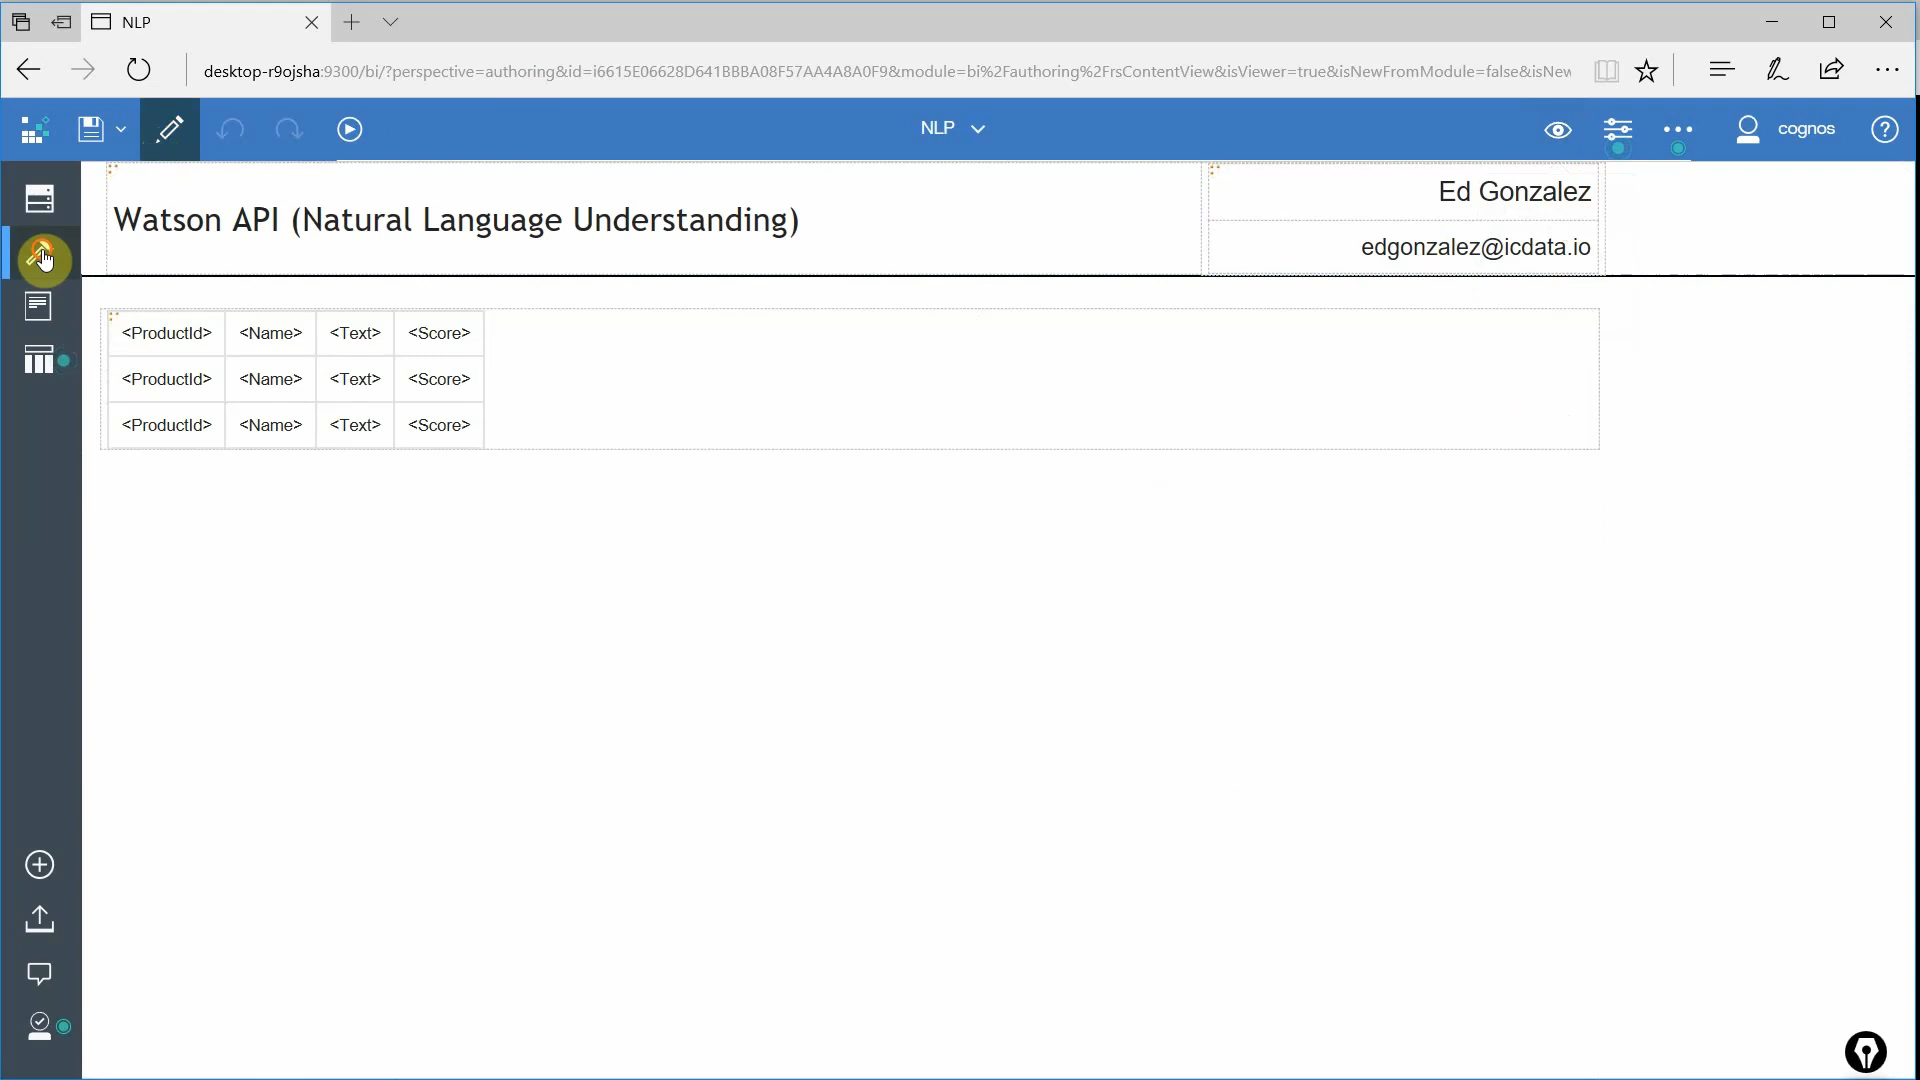 NLP
desktop-r9ojsha:9300/bi/?perspective=authoring&id=i6615E06628D641BBBA08F57AA4A8A0F9&module=bi%2Fauthoring%2FrsContentView&isViewer=true&isNewFromModule=false&isNew
NLP
cognos
Watson API (Natural Language Understanding)
Ed Gonzalez
edgonzalez@icdata.io
<ProductId> <Name> <Text> <Score>
<ProductId> <Name> <Text> <Score>
<ProductId> <Name> <Text> <Score>